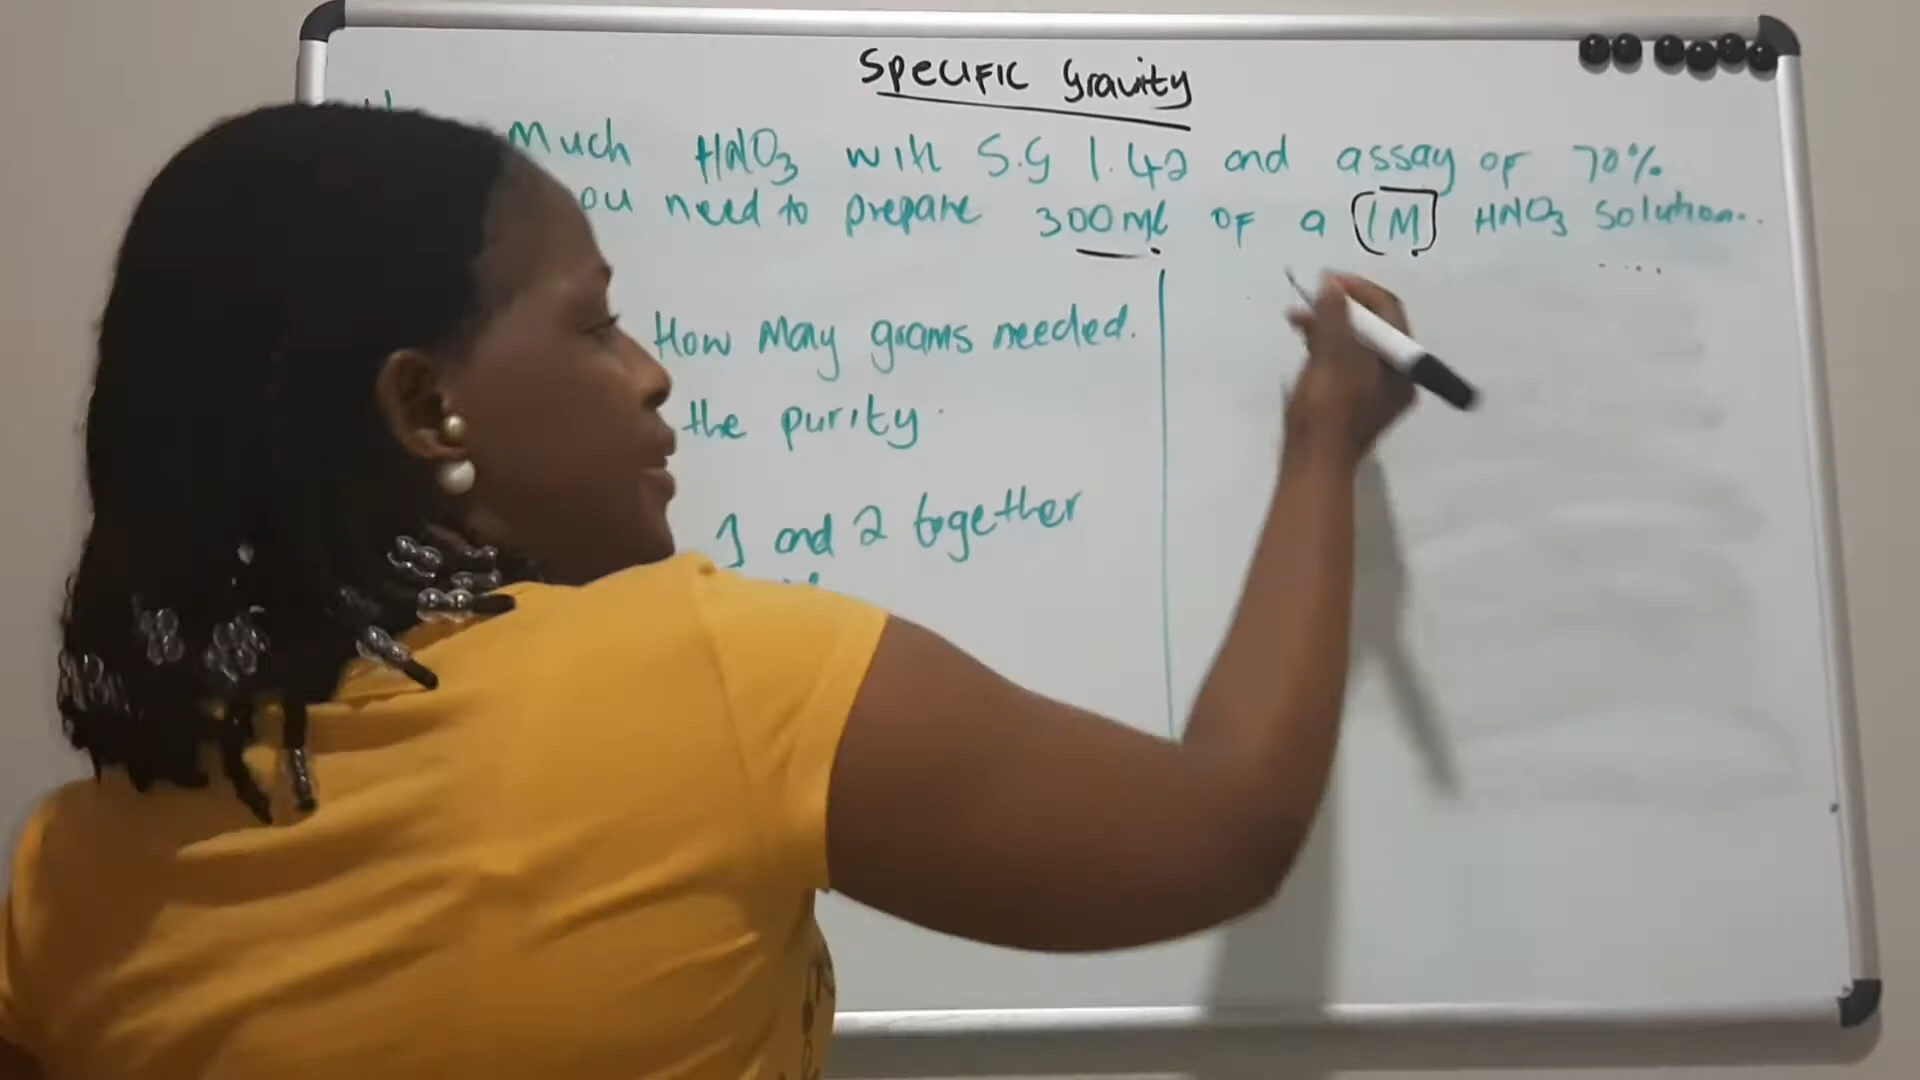 SPECIFIC Gravity
Much HNO3 with S.G 1.42 and assay of 70%
ou need to prepare 300ml of a (1M) HNO3 Solution..
....
How May grams needed.
the purity.
1 and 2 together